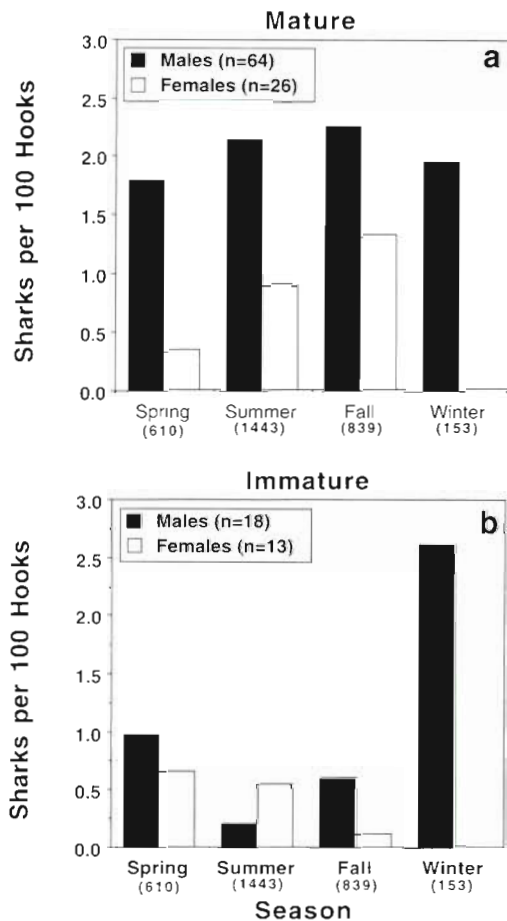 Mature
a
Males (n=64)
Females (n=26)
3.0
2.5
2.0
1.5
1.0
0.5
0.0
Sharks per 100 Hooks
Spring Summer Fall Winter
(610) (1443) (839) (153)
Immature
b
Males (n=18)
Females (n=13)
3.0
2.5
2.0
1.5
1.0
0.5
0.0
Sharks per 100 Hooks
Spring Summer Fall Winter
(610) (1443) (839) (153)
Season